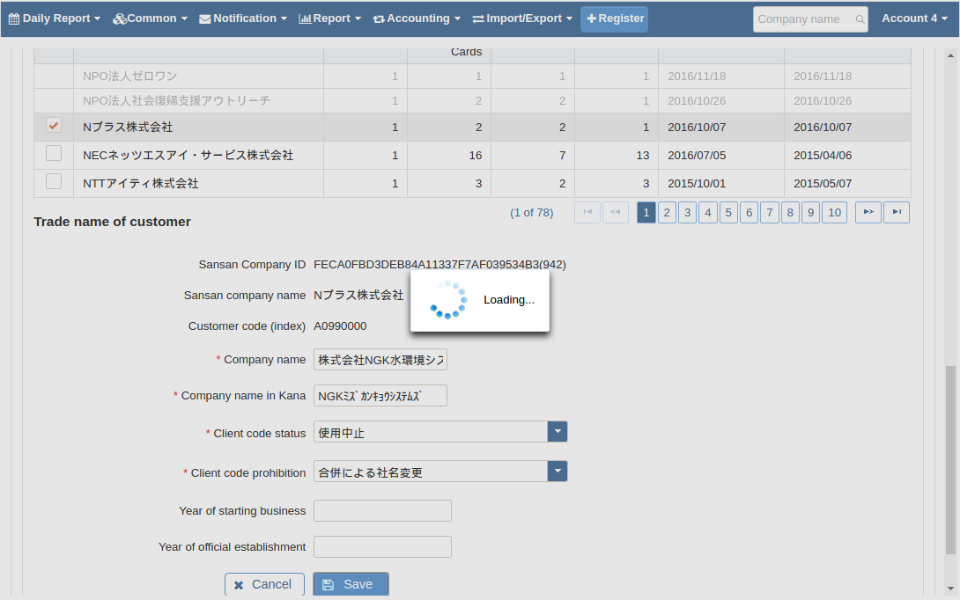 Daily Report Common Notification Report Accounting Import/Export Register Company name Account 4
Cards
NPO法人ゼロワン 1 1 1 1 2016/11/18 2016/11/18
NPO法人社会復帰支援アウトリーチ 1 2 2 1 2016/10/26 2016/10/26
Nプラス株式会社 1 2 2 1 2016/10/07 2016/10/07
NECネッツエスアイ・サービス株式会社 1 16 7 13 2016/07/05 2015/04/06
NTTアイティ株式会社 1 3 2 3 2015/10/01 2015/05/07
(1 of 78) 1 2 3 4 5 6 7 8 9 10
Trade name of customer
Sansan Company ID FECA0FBD3DEB84A11337F7AF039534B3(942)
Sansan company name Nプラス株式会社
Loading...
Customer code (index) A0990000
* Company name 株式会社NGK水環境シス
* Company name in Kana NGKミズカンキョウシステムズ
* Client code status 使用中止
* Client code prohibition 合併による社名変更
Year of starting business
Year of official establishment
Cancel Save